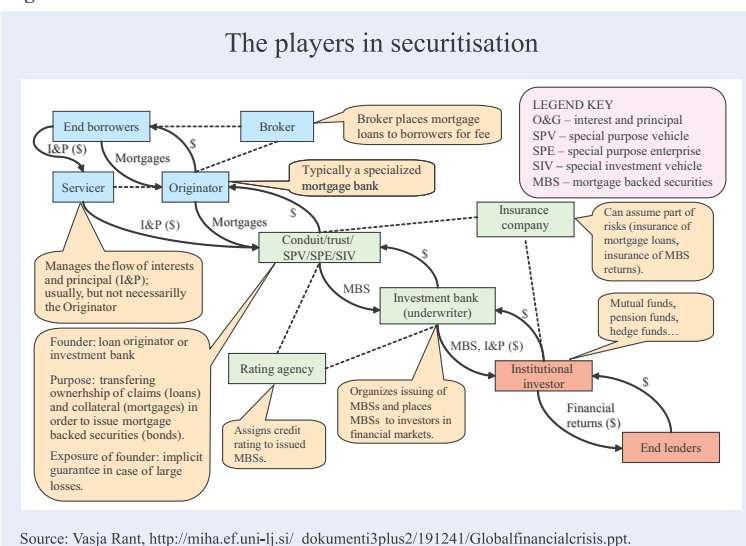 The players in securitisation
End borrowers
Broker
Broker places mortgage
loans to borrowers for fee
LEGEND KEY
O&G – interest and principal
SPV – special purpose vehicle
SPE – special purpose enterprise
SIV – special investment vehicle
MBS – mortgage backed securities
I&P ($)
Mortgages
$
Servicer
Originator
Typically a specialized
mortgage bank
I&P ($)
Mortgages
$
Insurance
company
Can assume part of
risks (insurance of
mortgage loans,
insurance of MBS
returns).
Conduit/trust/
SPV/SPE/SIV
$
Manages the flow of interests
and principal (I&P);
usually, but not necessarilly
the Originator
MBS
Investment bank
(underwriter)
$
Mutual funds,
pension funds,
hedge funds…
Founder: loan originator or
investment bank
Purpose: transfering
ownerhship of claims (loans)
and collateral (mortgages) in
order to issue mortgage
backed securities (bonds).
Exposure of founder: implicit
guarantee in case of large
losses.
Rating agency
MBS, I&P ($)
Institutional
investor
$
Organizes issuing of
MBSs and places
MBSs to investors in
financial markets.
Assigns credit
rating to issued
MBSs.
Financial
returns ($)
End lenders
Source: Vasja Rant, http://miha.ef.uni-lj.si/_dokumenti3plus2/191241/Globalfinancialcrisis.ppt.